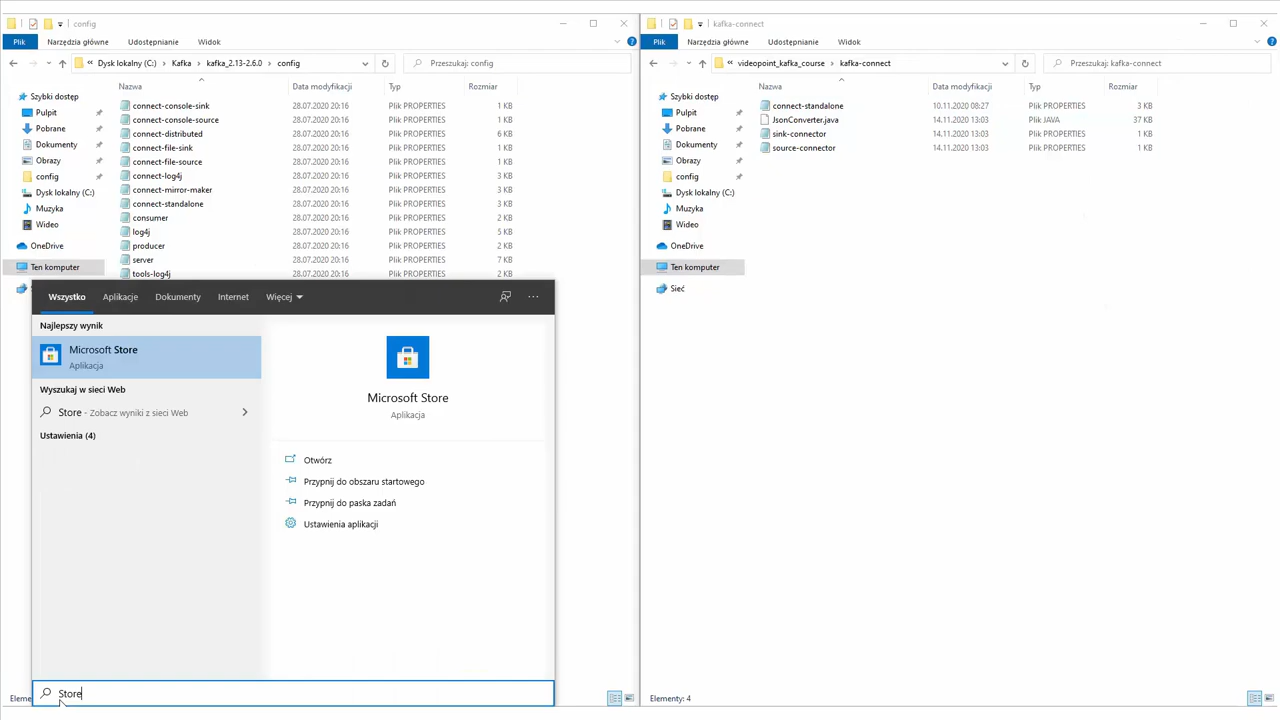 config
Plik Narzędzia główne Udostępnianie Widok
Dysk lokalny (C:) Kafka kafka_2.13-2.6.0 config
Przeszukaj: config
Nazwa Data modyfikacji Typ Rozmiar
Szybki dostęp
Pulpit
Pobrane
Dokumenty
Obrazy
config
Dysk lokalny (C:)
Muzyka
Wideo
OneDrive
Ten komputer
connect-console-sink 28.07.2020 20:16 Plik PROPERTIES 1 KB
connect-console-source 28.07.2020 20:16 Plik PROPERTIES 1 KB
connect-distributed 28.07.2020 20:16 Plik PROPERTIES 6 KB
connect-file-sink 28.07.2020 20:16 Plik PROPERTIES 1 KB
connect-file-source 28.07.2020 20:16 Plik PROPERTIES 1 KB
connect-log4j 28.07.2020 20:16 Plik PROPERTIES 3 KB
connect-mirror-maker 28.07.2020 20:16 Plik PROPERTIES 3 KB
connect-standalone 28.07.2020 20:16 Plik PROPERTIES 3 KB
consumer 28.07.2020 20:16 Plik PROPERTIES 2 KB
log4j 28.07.2020 20:16 Plik PROPERTIES 5 KB
producer 28.07.2020 20:16 Plik PROPERTIES 2 KB
server 28.07.2020 20:16 Plik PROPERTIES 7 KB
tools-log4j 28.07.2020 20:16 Plik PROPERTIES 2 KB
Wszystko Aplikacje Dokumenty Internet Więcej
Najlepszy wynik
Microsoft Store
Aplikacja
Wyszukaj w sieci Web
Store - Zobacz wyniki z sieci Web
Ustawienia (4)
Microsoft Store
Aplikacja
Otwórz
Przypnij do obszaru startowego
Przypnij do paska zadań
Ustawienia aplikacji
Store
kafka-connect
Plik Narzędzia główne Udostępnianie Widok
videopoint_kafka_course kafka-connect
Przeszukaj: kafka-connect
Nazwa Data modyfikacji Typ Rozmiar
Szybki dostęp
Pulpit
Pobrane
Dokumenty
Obrazy
config
Dysk lokalny (C:)
Muzyka
Wideo
OneDrive
Ten komputer
Sieć
connect-standalone 10.11.2020 08:27 Plik PROPERTIES 3 KB
JsonConverter.java 14.11.2020 13:03 Plik JAVA 37 KB
sink-connector 14.11.2020 13:03 Plik PROPERTIES 1 KB
source-connector 14.11.2020 13:03 Plik PROPERTIES 1 KB
Elementy: 4